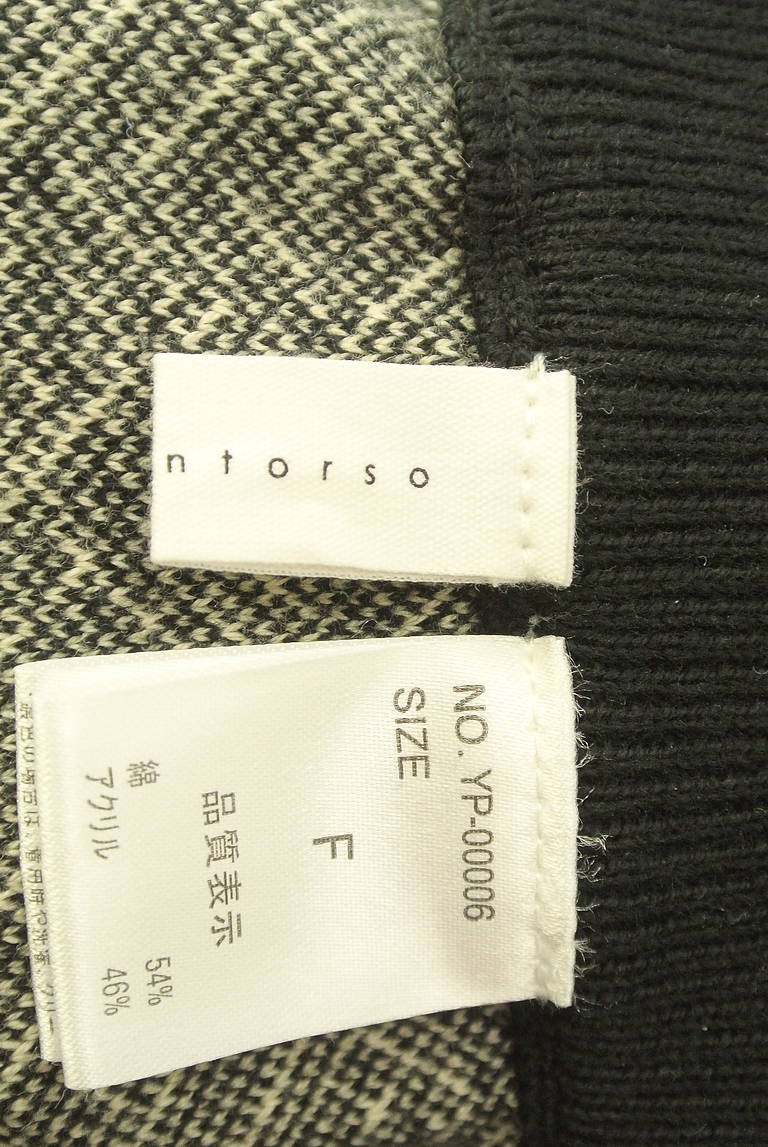 ntorso
NO. YP-00006
SIZE
F
品質表示
綿 54%
アクリル 46%